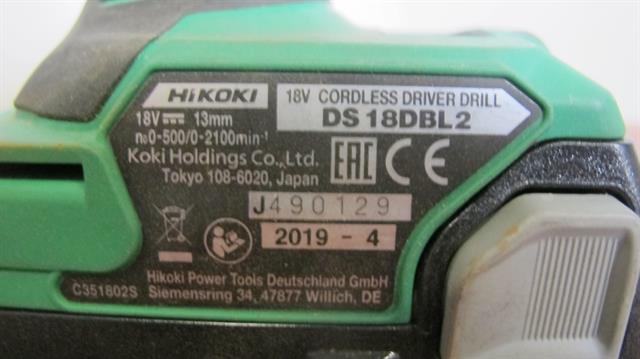 HiKOKI
18V CORDLESS DRIVER DRILL
DS 18DBL2
18V ⎓ 13mm
n₀0-500/0-2100min⁻¹
Koki Holdings Co., Ltd.
Tokyo 108-6020, Japan
EAC CE
J490129
2019 - 4
Hikoki Power Tools Deutschland GmbH
C351802S Siemensring 34, 47877 Willich, DE